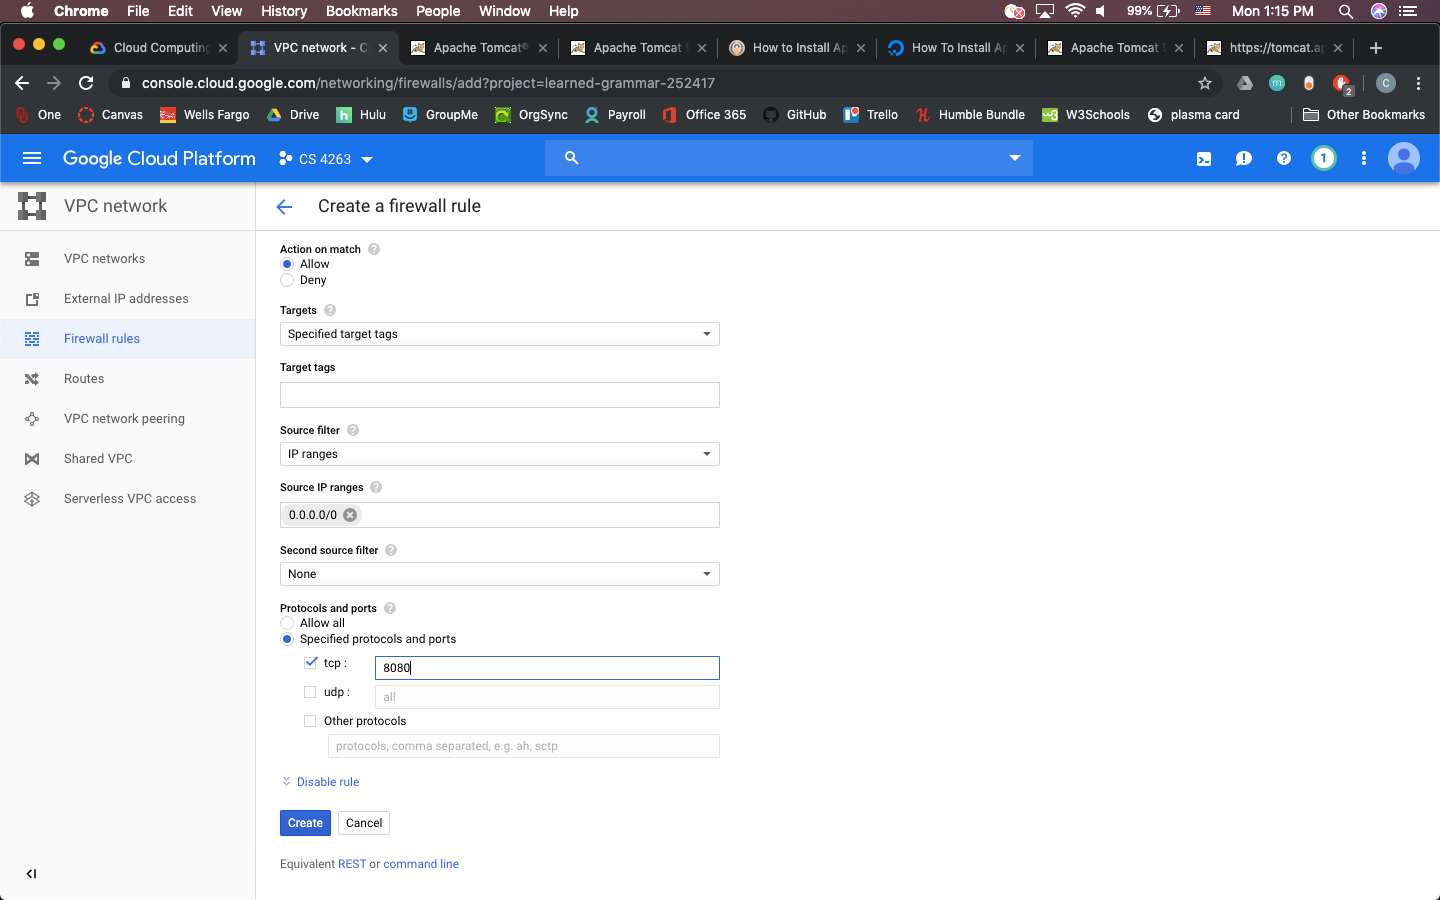 Chrome File Edit View History Bookmarks People Window Help 99% Mon 1:15 PM
Cloud Computing VPC network - C Apache Tomcat® Apache Tomcat How to Install Ap How To Install Ap Apache Tomcat https://tomcat.ap
console.cloud.google.com/networking/firewalls/add?project=learned-grammar-252417
m 2 C
One Canvas Wells Fargo Drive Hulu GroupMe OrgSync Payroll Office 365 GitHub Trello Humble Bundle W3Schools plasma card Other Bookmarks
Google Cloud Platform CS 4263 1
VPC network
Create a firewall rule
VPC networks
External IP addresses
Firewall rules
Routes
VPC network peering
Shared VPC
Serverless VPC access
Action on match
Allow
Deny
Targets
Specified target tags
Target tags
Source filter
IP ranges
Source IP ranges
0.0.0.0/0
Second source filter
None
Protocols and ports
Allow all
Specified protocols and ports
tcp : 8080
udp : all
Other protocols
protocols, comma separated, e.g. ah, sctp
Disable rule
Create Cancel
Equivalent REST or command line